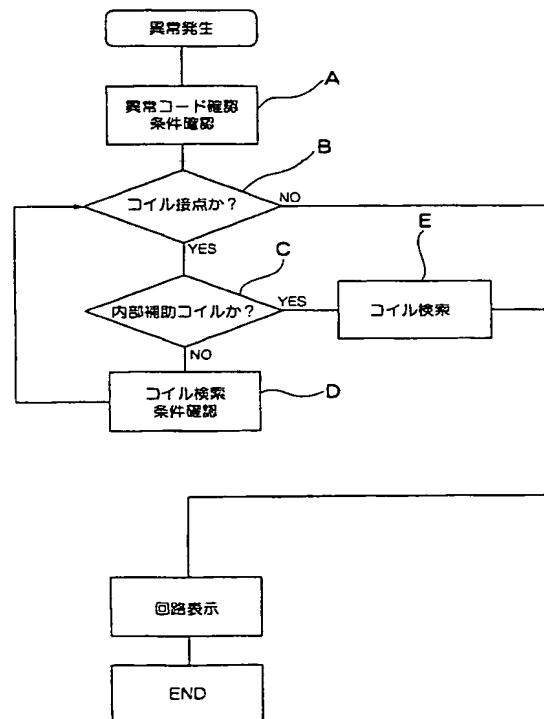 異常発生
A
異常コード確認
条件確認
B
コイル接点か？
NO
YES
C
E
内部補助コイルか？
YES
コイル検索
NO
コイル検索
条件確認
D
回路表示
END